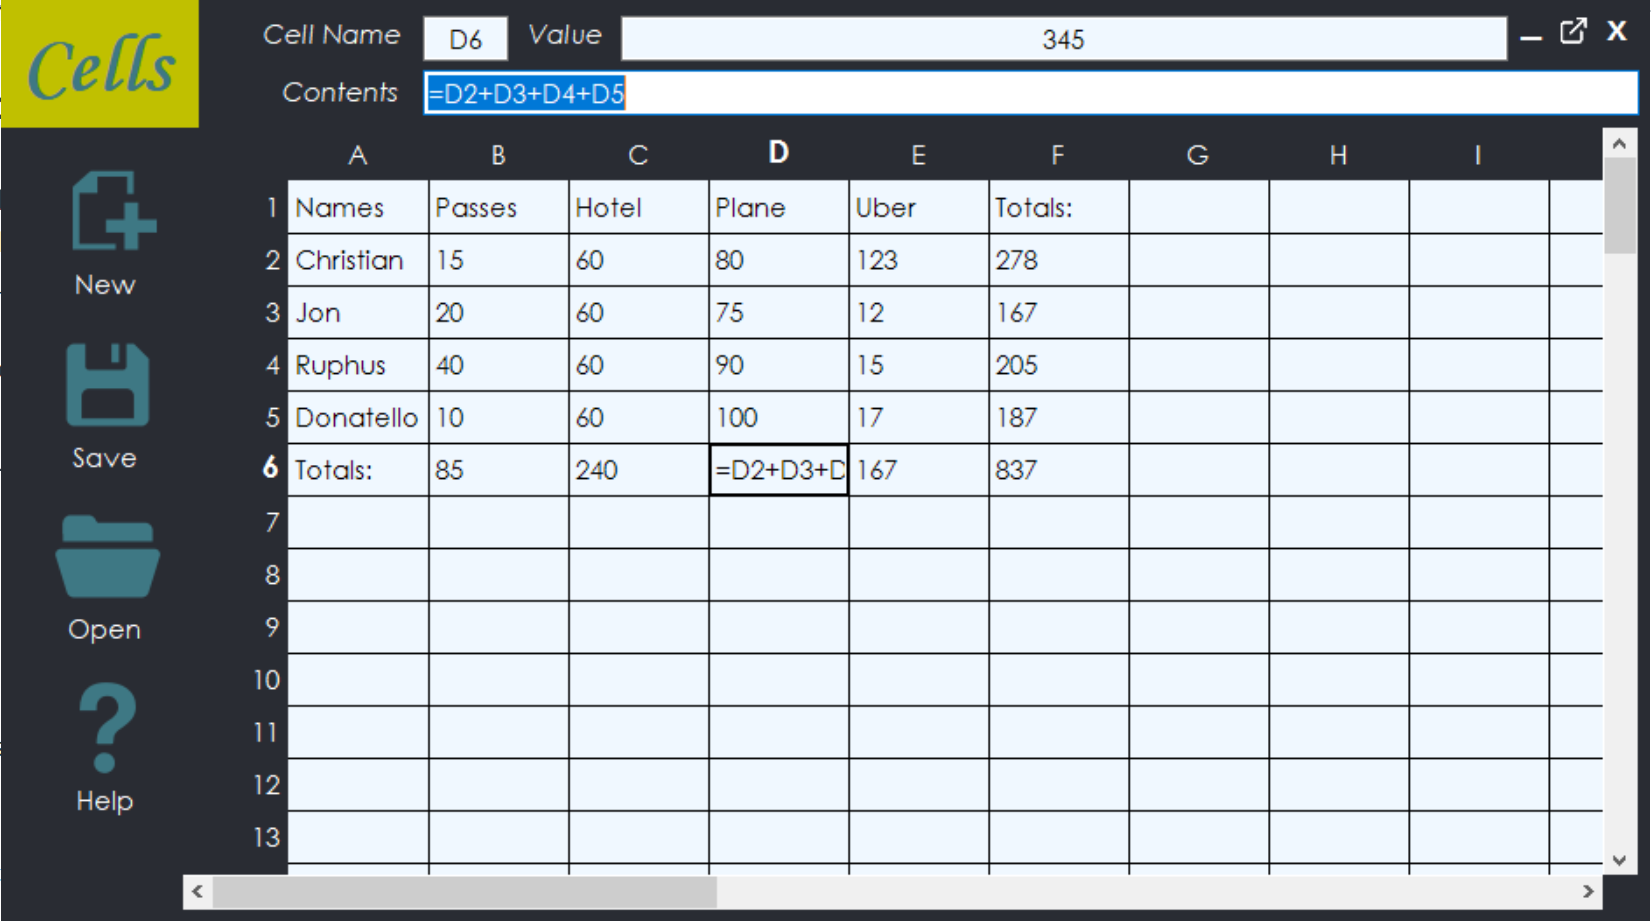 Cells
Cell Name D6 Value 345 X
Contents =D2+D3+D4+D5
A B C D E F G H I
1 Names Passes Hotel Plane Uber Totals:
2 Christian 15 60 80 123 278
3 Jon 20 60 75 12 167
4 Ruphus 40 60 90 15 205
5 Donatello 10 60 100 17 187
6 Totals: 85 240 =D2+D3+D 167 837
7
8
9
10
11
12
13
New
Save
Open
Help